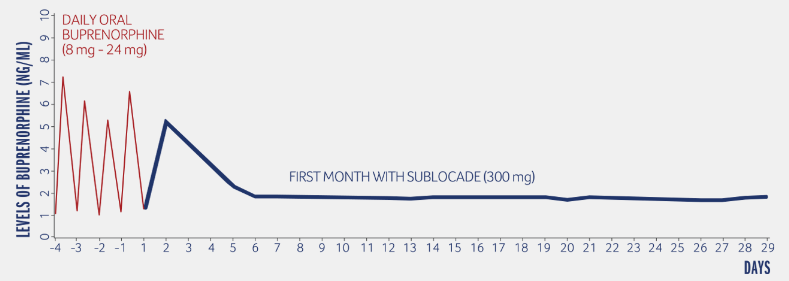 DAILY ORAL
BUPRENORPHINE
(8 mg - 24 mg)
LEVELS OF BUPRENORPHINE (NG/ML)
10
9
8
7
6
5
4
3
2
1
0
FIRST MONTH WITH SUBLOCADE (300 mg)
-4 -3 -2 -1 1 2 3 4 5 6 7 8 9 10 11 12 13 14 15 16 17 18 19 20 21 22 23 24 25 26 27 28 29
DAYS